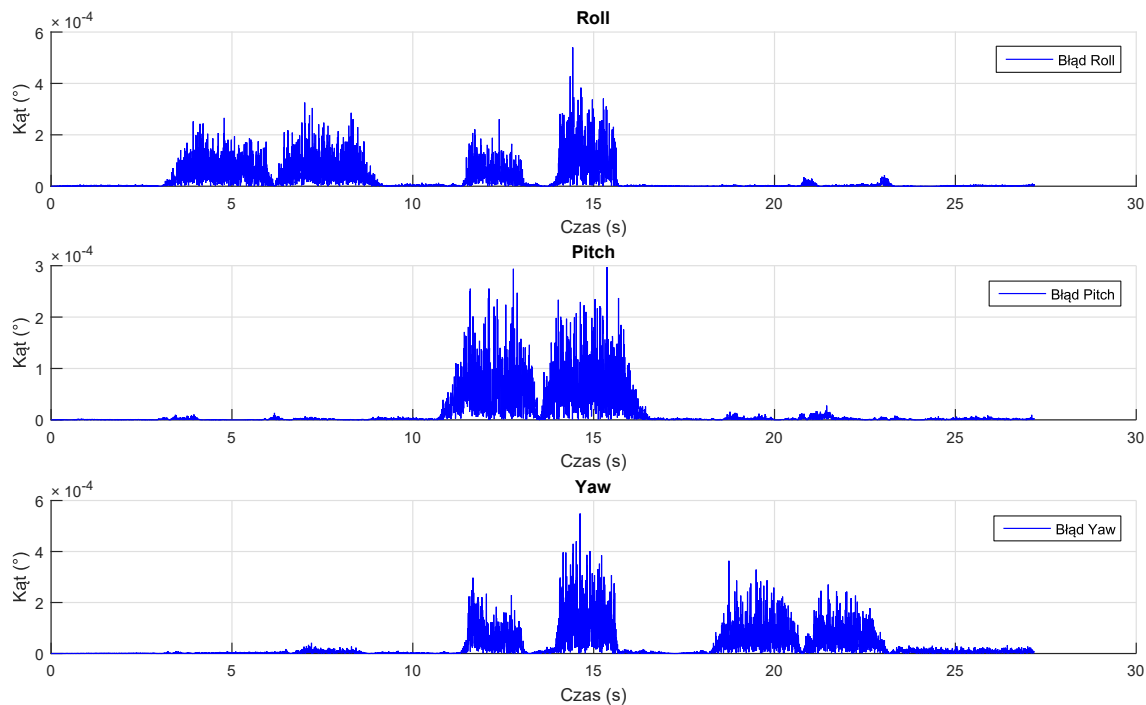 Roll
× 10-4
6
4
2
0
Kąt (°)
Błąd Roll
0 5 10 15 20 25 30
Czas (s)
Pitch
× 10-4
3
2
1
0
Kąt (°)
Błąd Pitch
0 5 10 15 20 25 30
Czas (s)
Yaw
× 10-4
6
4
2
0
Kąt (°)
Błąd Yaw
0 5 10 15 20 25 30
Czas (s)